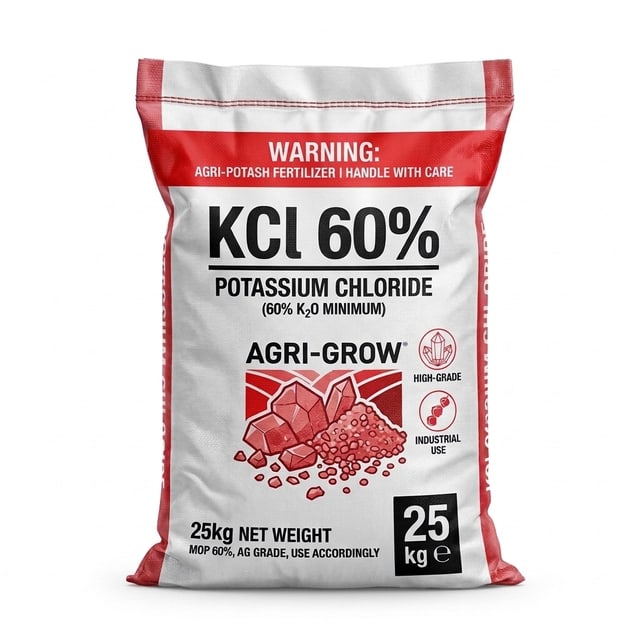 WARNING:
AGRI-POTASH FERTILIZER | HANDLE WITH CARE
KCl 60%
POTASSIUM CHLORIDE
(60% K₂O MINIMUM)
AGRI-GROW®
HIGH-GRADE
INDUSTRIAL
USE
25kg NET WEIGHT
MOP 60%, AG GRADE, USE ACCORDINGLY
25
kg ℮